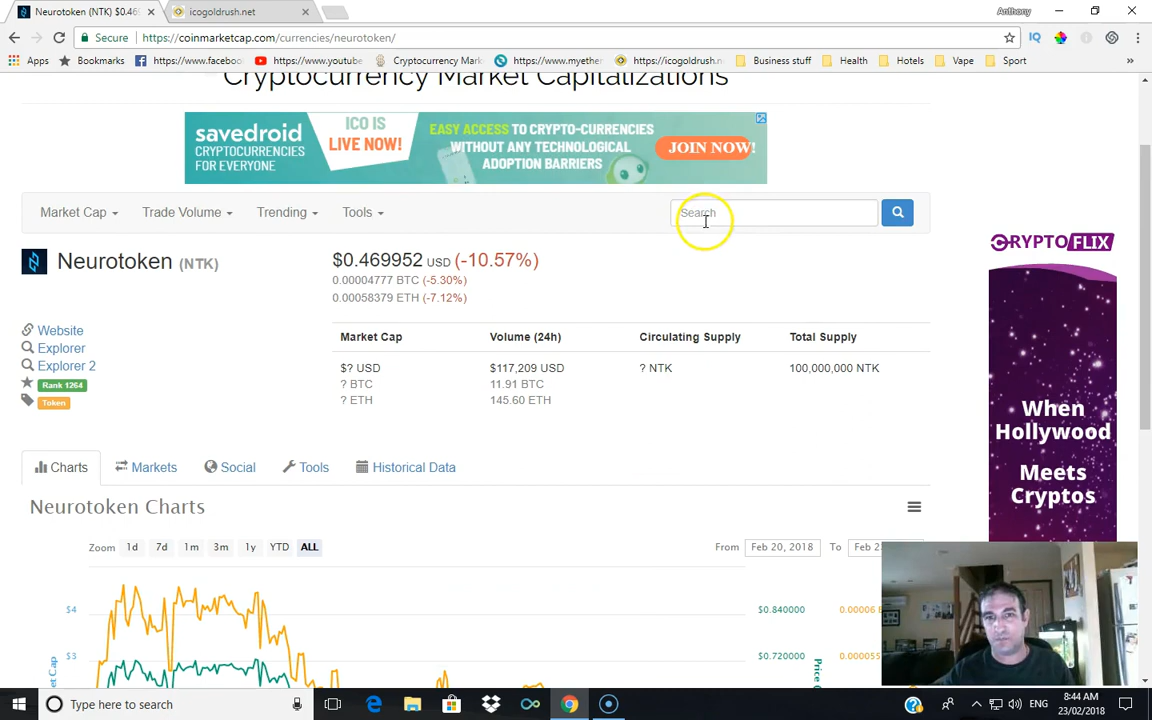 Neurotoken (NTK) $0.46
icogoldrush.net
Anthony
Secure https://coinmarketcap.com/currencies/neurotoken/
Apps Bookmarks https://www.faceboo https://www.youtube Cryptocurrency Mark https://www.myether https://icogoldrush.n Business stuff Health Hotels Vape Sport
Cryptocurrency Market Capitalizations
savedroid
CRYPTOCURRENCIES
FOR EVERYONE
ICO IS
LIVE NOW!
EASY ACCESS TO CRYPTO-CURRENCIES
WITHOUT ANY TECHNOLOGICAL
ADOPTION BARRIERS
JOIN NOW!
Market Cap Trade Volume Trending Tools Search
Neurotoken (NTK)
$0.469952 USD (-10.57%)
0.00004777 BTC (-5.30%)
0.00058379 ETH (-7.12%)
Website
Explorer
Explorer 2
Rank 1264
Token
Market Cap Volume (24h) Circulating Supply Total Supply
$? USD $117,209 USD ? NTK 100,000,000 NTK
? BTC 11.91 BTC
? ETH 145.60 ETH
CRYPTOFLIX
When
Hollywood
Meets
Cryptos
Charts Markets Social Tools Historical Data
Neurotoken Charts
Zoom 1d 7d 1m 3m 1y YTD ALL From Feb 20, 2018 To Feb 2
$4 $0.840000 0.00006
$3 $0.720000 0.000055
Type here to search
ENG
8:44 AM
23/02/2018